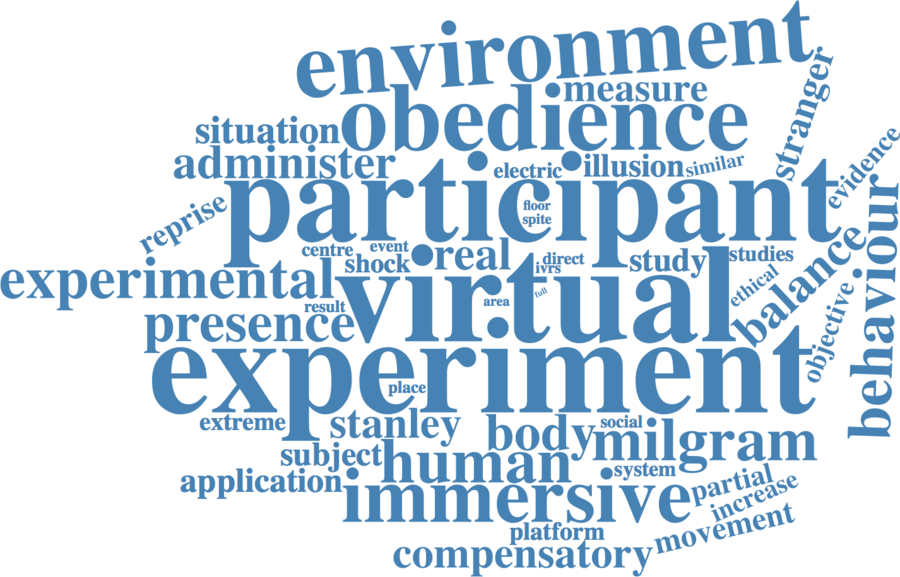 environment
measure
stranger
obedience
situation
administer
electric
illusion
similar
evidence
participant
floor
spite
reprise
centre
event
shock
real
ivrs
direct
study
studies
behaviour
experimental
virtual
area
full
ethical
balance
result
presence
objective
experiment
place
extreme
stanley
body
social
milgram
subject
human
system
application
immersive
partial
increase
platform
movement
compensatory